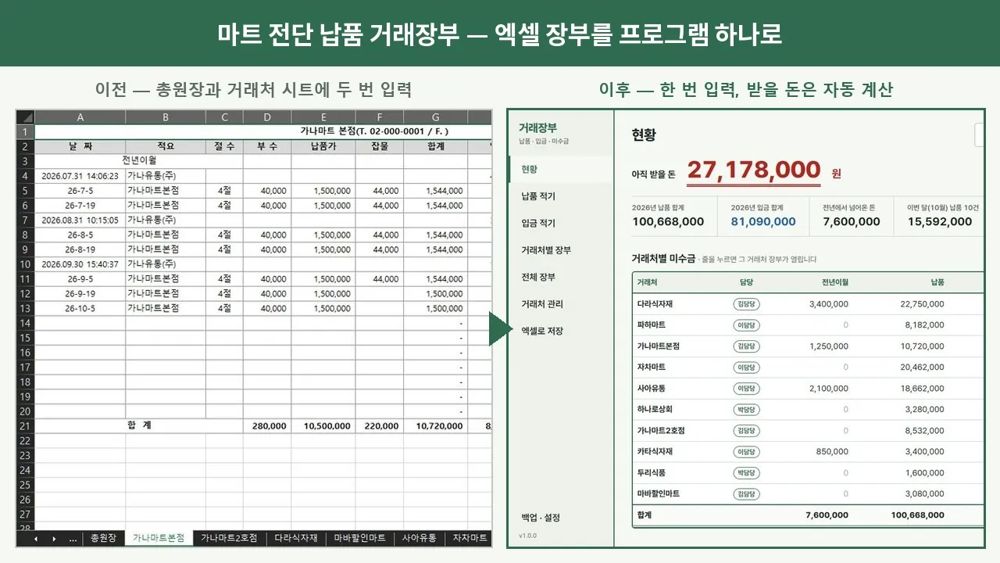 마트 전단 납품 거래장부 — 엑셀 장부를 프로그램 하나로
이전 — 총원장과 거래처 시트에 두 번 입력
A B C D E F G
1 가나마트 본점(T. 02-000-0001 / F. )
2 날 짜 적요 절 수 부 수 납품가 잡물 합계
3 전년이월
4 2026.07.31 14:06:23 가나유통(주)
5 26-7-5 가나마트본점 4절 40,000 1,500,000 44,000 1,544,000
6 26-7-19 가나마트본점 4절 40,000 1,500,000 44,000 1,544,000
7 2026.08.31 10:15:05 가나유통(주)
8 26-8-5 가나마트본점 4절 40,000 1,500,000 44,000 1,544,000
9 26-8-19 가나마트본점 4절 40,000 1,500,000 44,000 1,544,000
10 2026.09.30 15:40:37 가나유통(주)
11 26-9-5 가나마트본점 4절 40,000 1,500,000 44,000 1,544,000
12 26-9-19 가나마트본점 4절 40,000 1,500,000 1,500,000
13 26-10-5 가나마트본점 4절 40,000 1,500,000 1,500,000
14 -
15 -
16 -
17 -
18 -
19 -
20 -
21 합 계 280,000 10,500,000 220,000 10,720,000 8,
22
23
24
25
26
27
28
... 총원장 가나마트본점 가나마트2호점 다라식자재 마바할인마트 사아유통 자차마트
이후 — 한 번 입력, 받을 돈은 자동 계산
거래장부
납품 · 입금 · 미수금
현황
납품 적기
입금 적기
거래처별 장부
전체 장부
거래처 관리
엑셀로 저장
백업 · 설정
v1.0.0
현황
아직 받을 돈 27,178,000 원
2026년 납품 합계 2026년 입금 합계 전년에서 넘어온 돈 이번 달(10월) 납품 10건
100,668,000 81,090,000 7,600,000 15,592,000
거래처별 미수금 · 줄을 누르면 그 거래처 장부가 열립니다
거래처 담당 전년이월 납품
다라식자재 김담당 3,400,000 22,750,000
파하마트 이담당 0 8,182,000
가나마트본점 김담당 1,250,000 10,720,000
자차마트 이담당 0 20,462,000
사아유통 이담당 2,100,000 18,662,000
하나로상회 박담당 0 3,280,000
가나마트2호점 김담당 0 8,532,000
카타식자재 이담당 850,000 3,400,000
두리식품 박담당 0 1,600,000
마바할인마트 김담당 0 3,080,000
합계 7,600,000 100,668,000